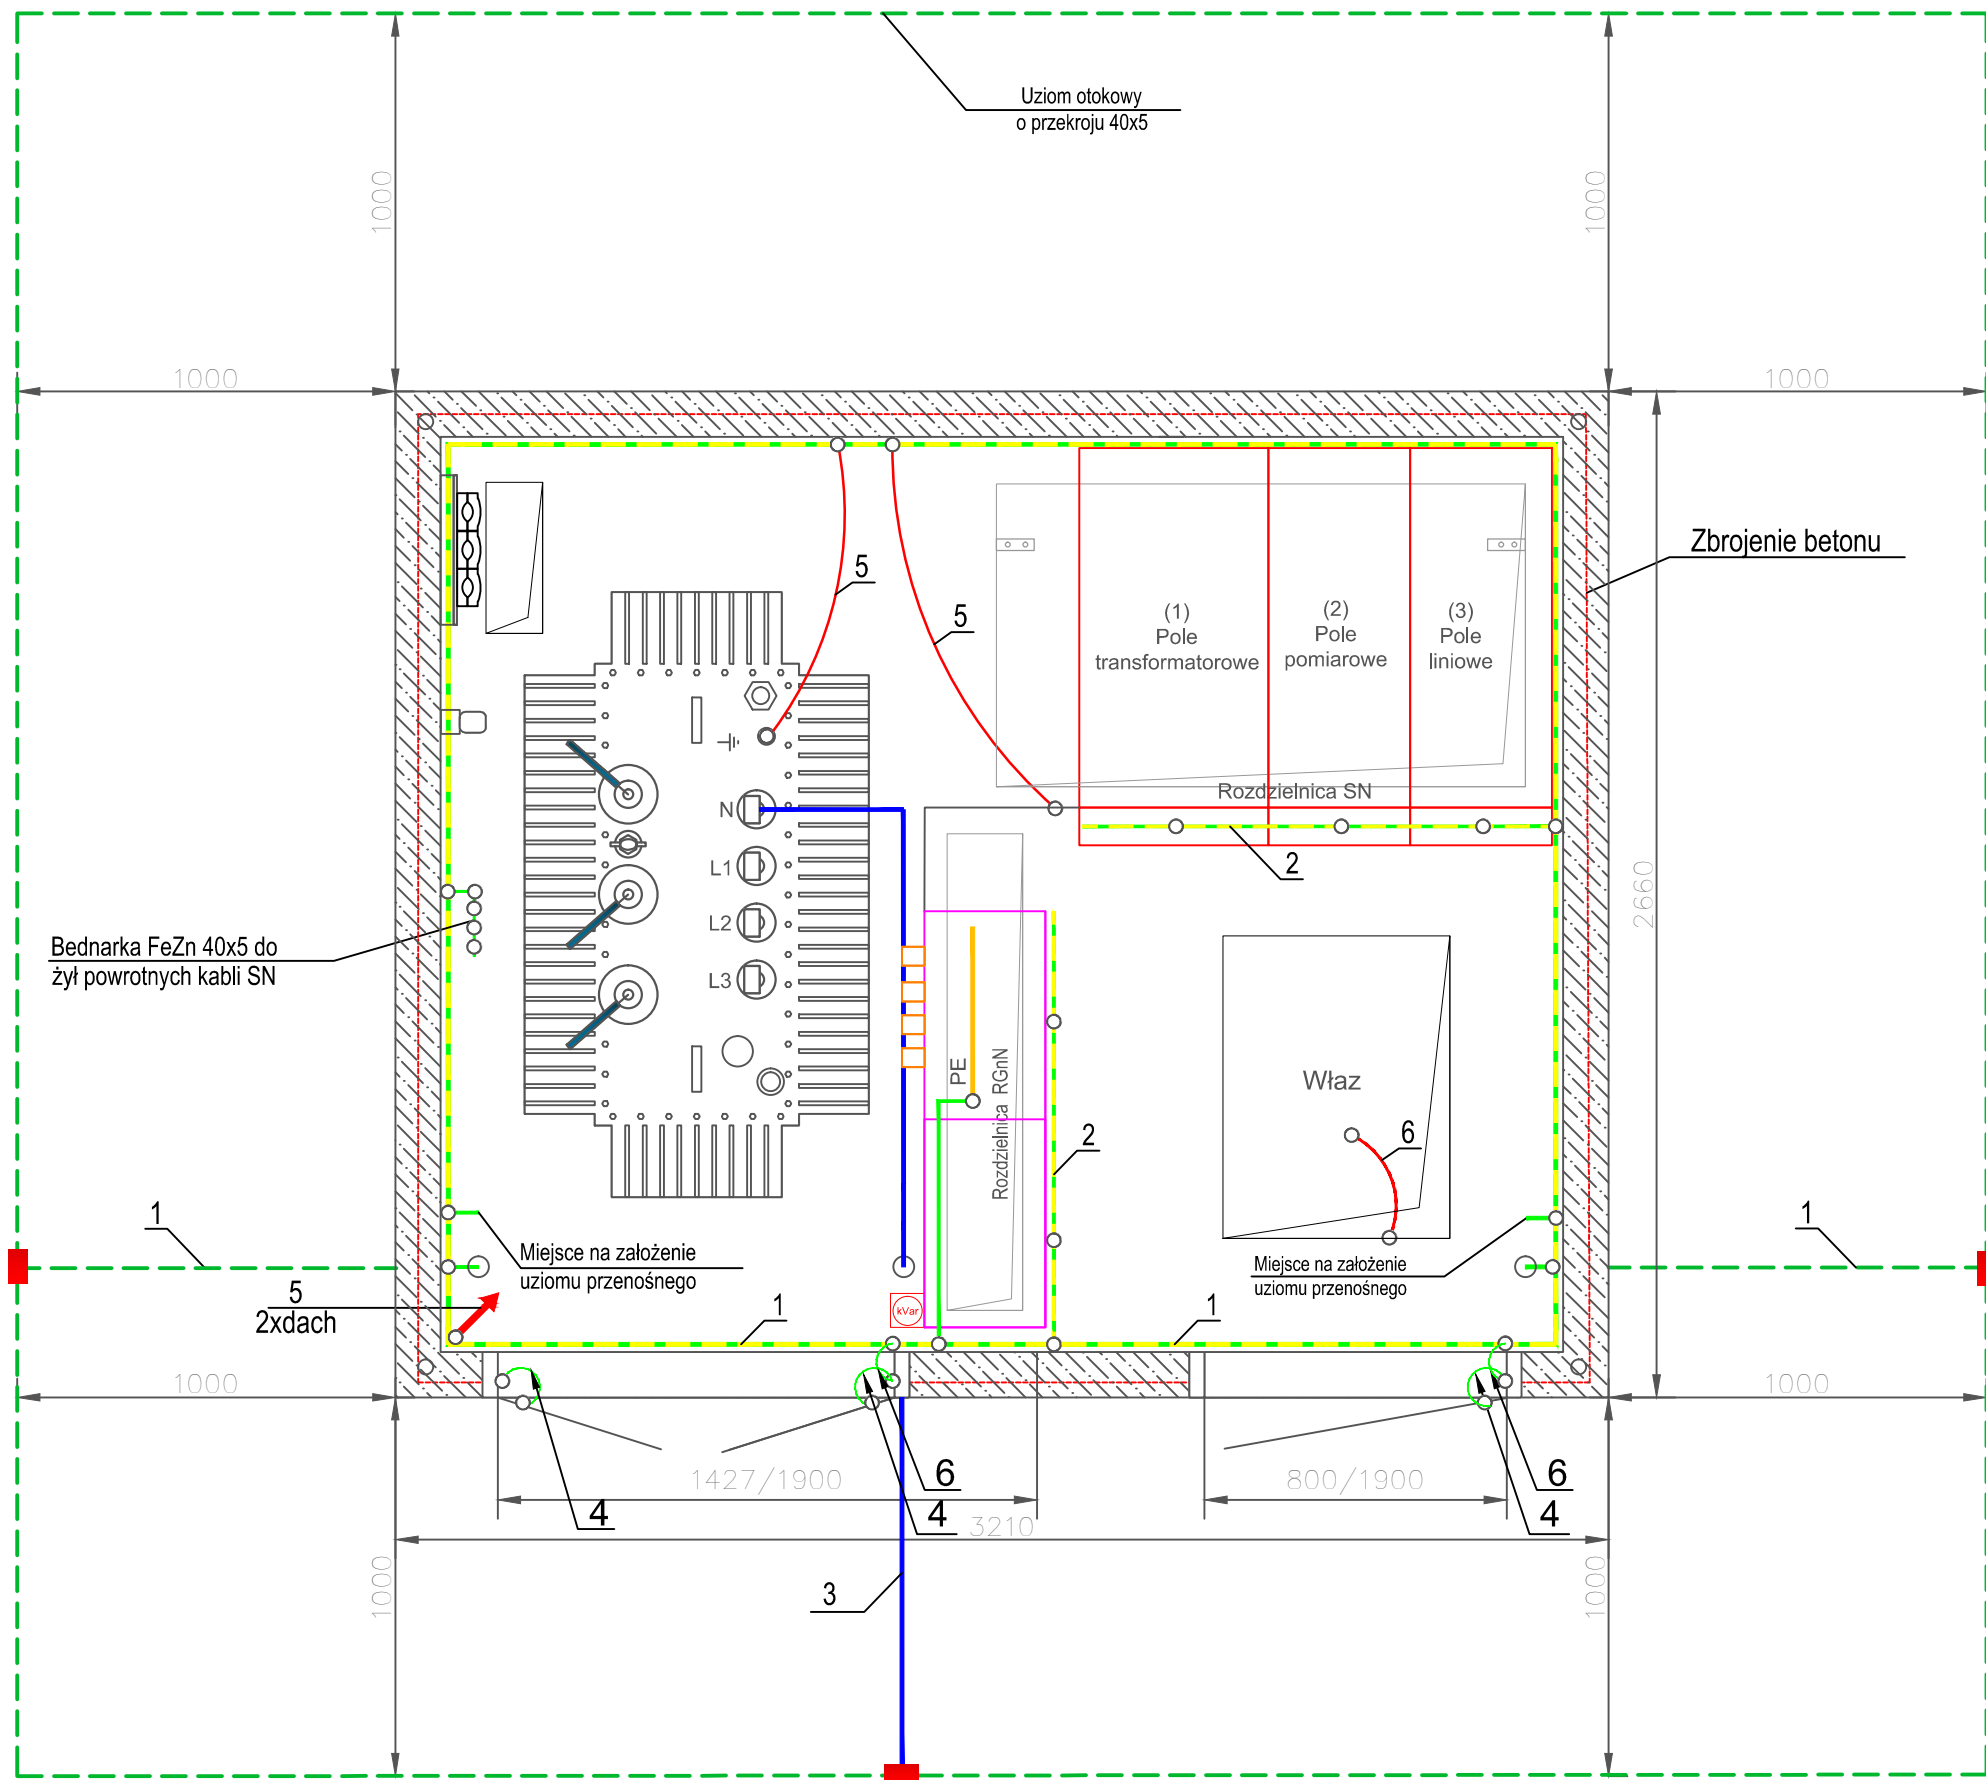 Uziom otokowy
o przekroju 40x5
1000
1000
1000
1000
Zbrojenie betonu
5
5
(1)
Pole
transformatorowe
(2)
Pole
pomiarowe
(3)
Pole
liniowe
Rozdzielnica SN
N
L1
L2
L3
2
2660
Bednarka FeZn 40x5 do
żył powrotnych kabli SN
PE
Rozdzielnica RGnN
Właz
6
2
1
1
Miejsce na założenie
uziomu przenośnego
Miejsce na założenie
uziomu przenośnego
5
2xdach
kVar
1
1
1000
1000
1427/1900
800/1900
6
6
4
4
4
3210
3
1000
1000